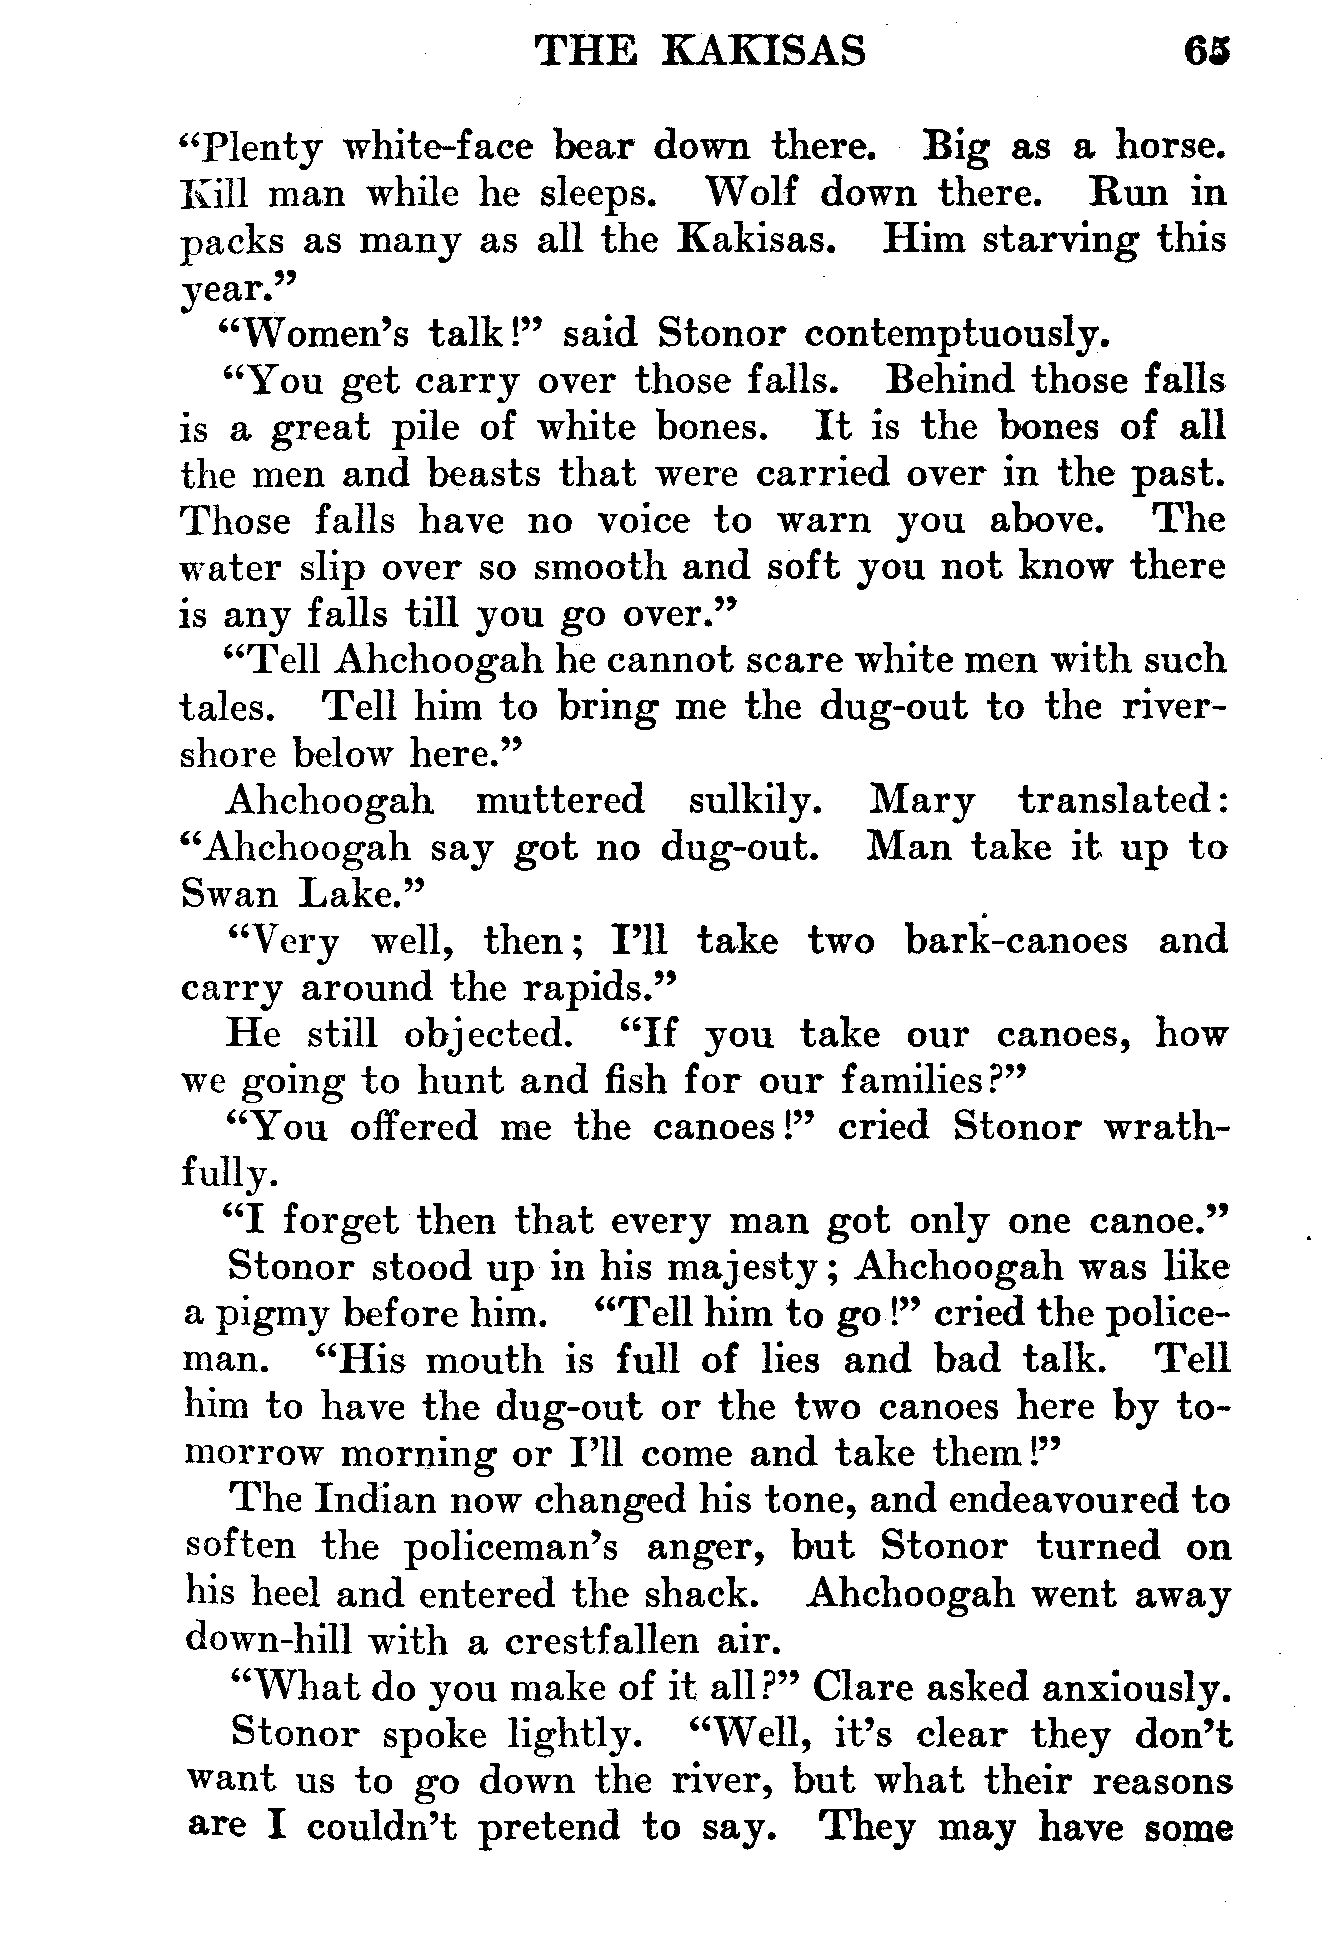 THE KAKISAS 65
“Plenty white-face bear down there. Big as a horse.
Kill man while he sleeps. Wolf down there. Run in
packs as many as all the Kakisas. Him starving this
year.”
“Women’s talk!” said Stonor contemptuously.
“You get carry over those falls. Behind those falls
is a great pile of white bones. It is the bones of all
the men and beasts that were carried over in the past.
Those falls have no voice to warn you above. The
water slip over so smooth and soft you not know there
is any falls till you go over.”
“Tell Ahchoogah he cannot scare white men with such
tales. Tell him to bring me the dug-out to the river-
shore below here.”
Ahchoogah muttered sulkily. Mary translated:
“Ahchoogah say got no dug-out. Man take it up to
Swan Lake.”
“Very well, then; I’ll take two bark-canoes and
carry around the rapids.”
He still objected. “If you take our canoes, how
we going to hunt and fish for our families?”
“You offered me the canoes!” cried Stonor wrath-
fully.
“I forget then that every man got only one canoe.”
Stonor stood up in his majesty; Ahchoogah was like
a pigmy before him. “Tell him to go!” cried the police-
man. “His mouth is full of lies and bad talk. Tell
him to have the dug-out or the two canoes here by to-
morrow morning or I’ll come and take them!”
The Indian now changed his tone, and endeavoured to
soften the policeman’s anger, but Stonor turned on
his heel and entered the shack. Ahchoogah went away
down-hill with a crestfallen air.
“What do you make of it all?” Clare asked anxiously.
Stonor spoke lightly. “Well, it’s clear they don’t
want us to go down the river, but what their reasons
are I couldn’t pretend to say. They may have some